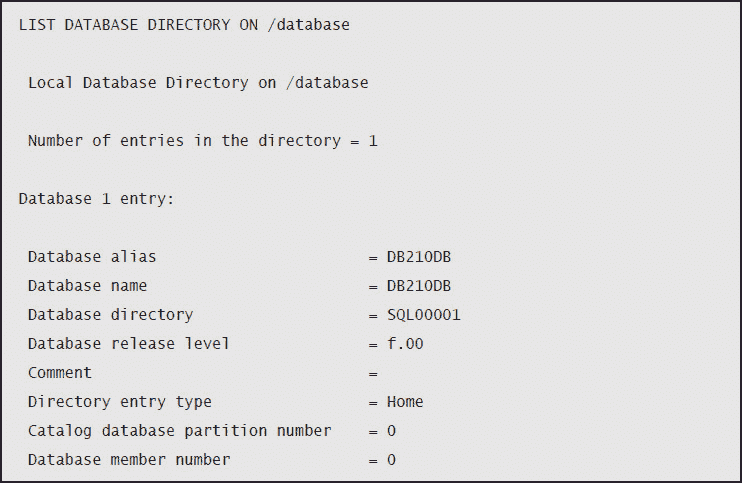 LIST DATABASE DIRECTORY ON /database
Local Database Directory on /database
Number of entries in the directory = 1
Database 1 entry:
Database alias = DB210DB
Database name = DB210DB
Database directory = SQL00001
Database release level = f.00
Comment =
Directory entry type = Home
Catalog database partition number = 0
Database member number = 0